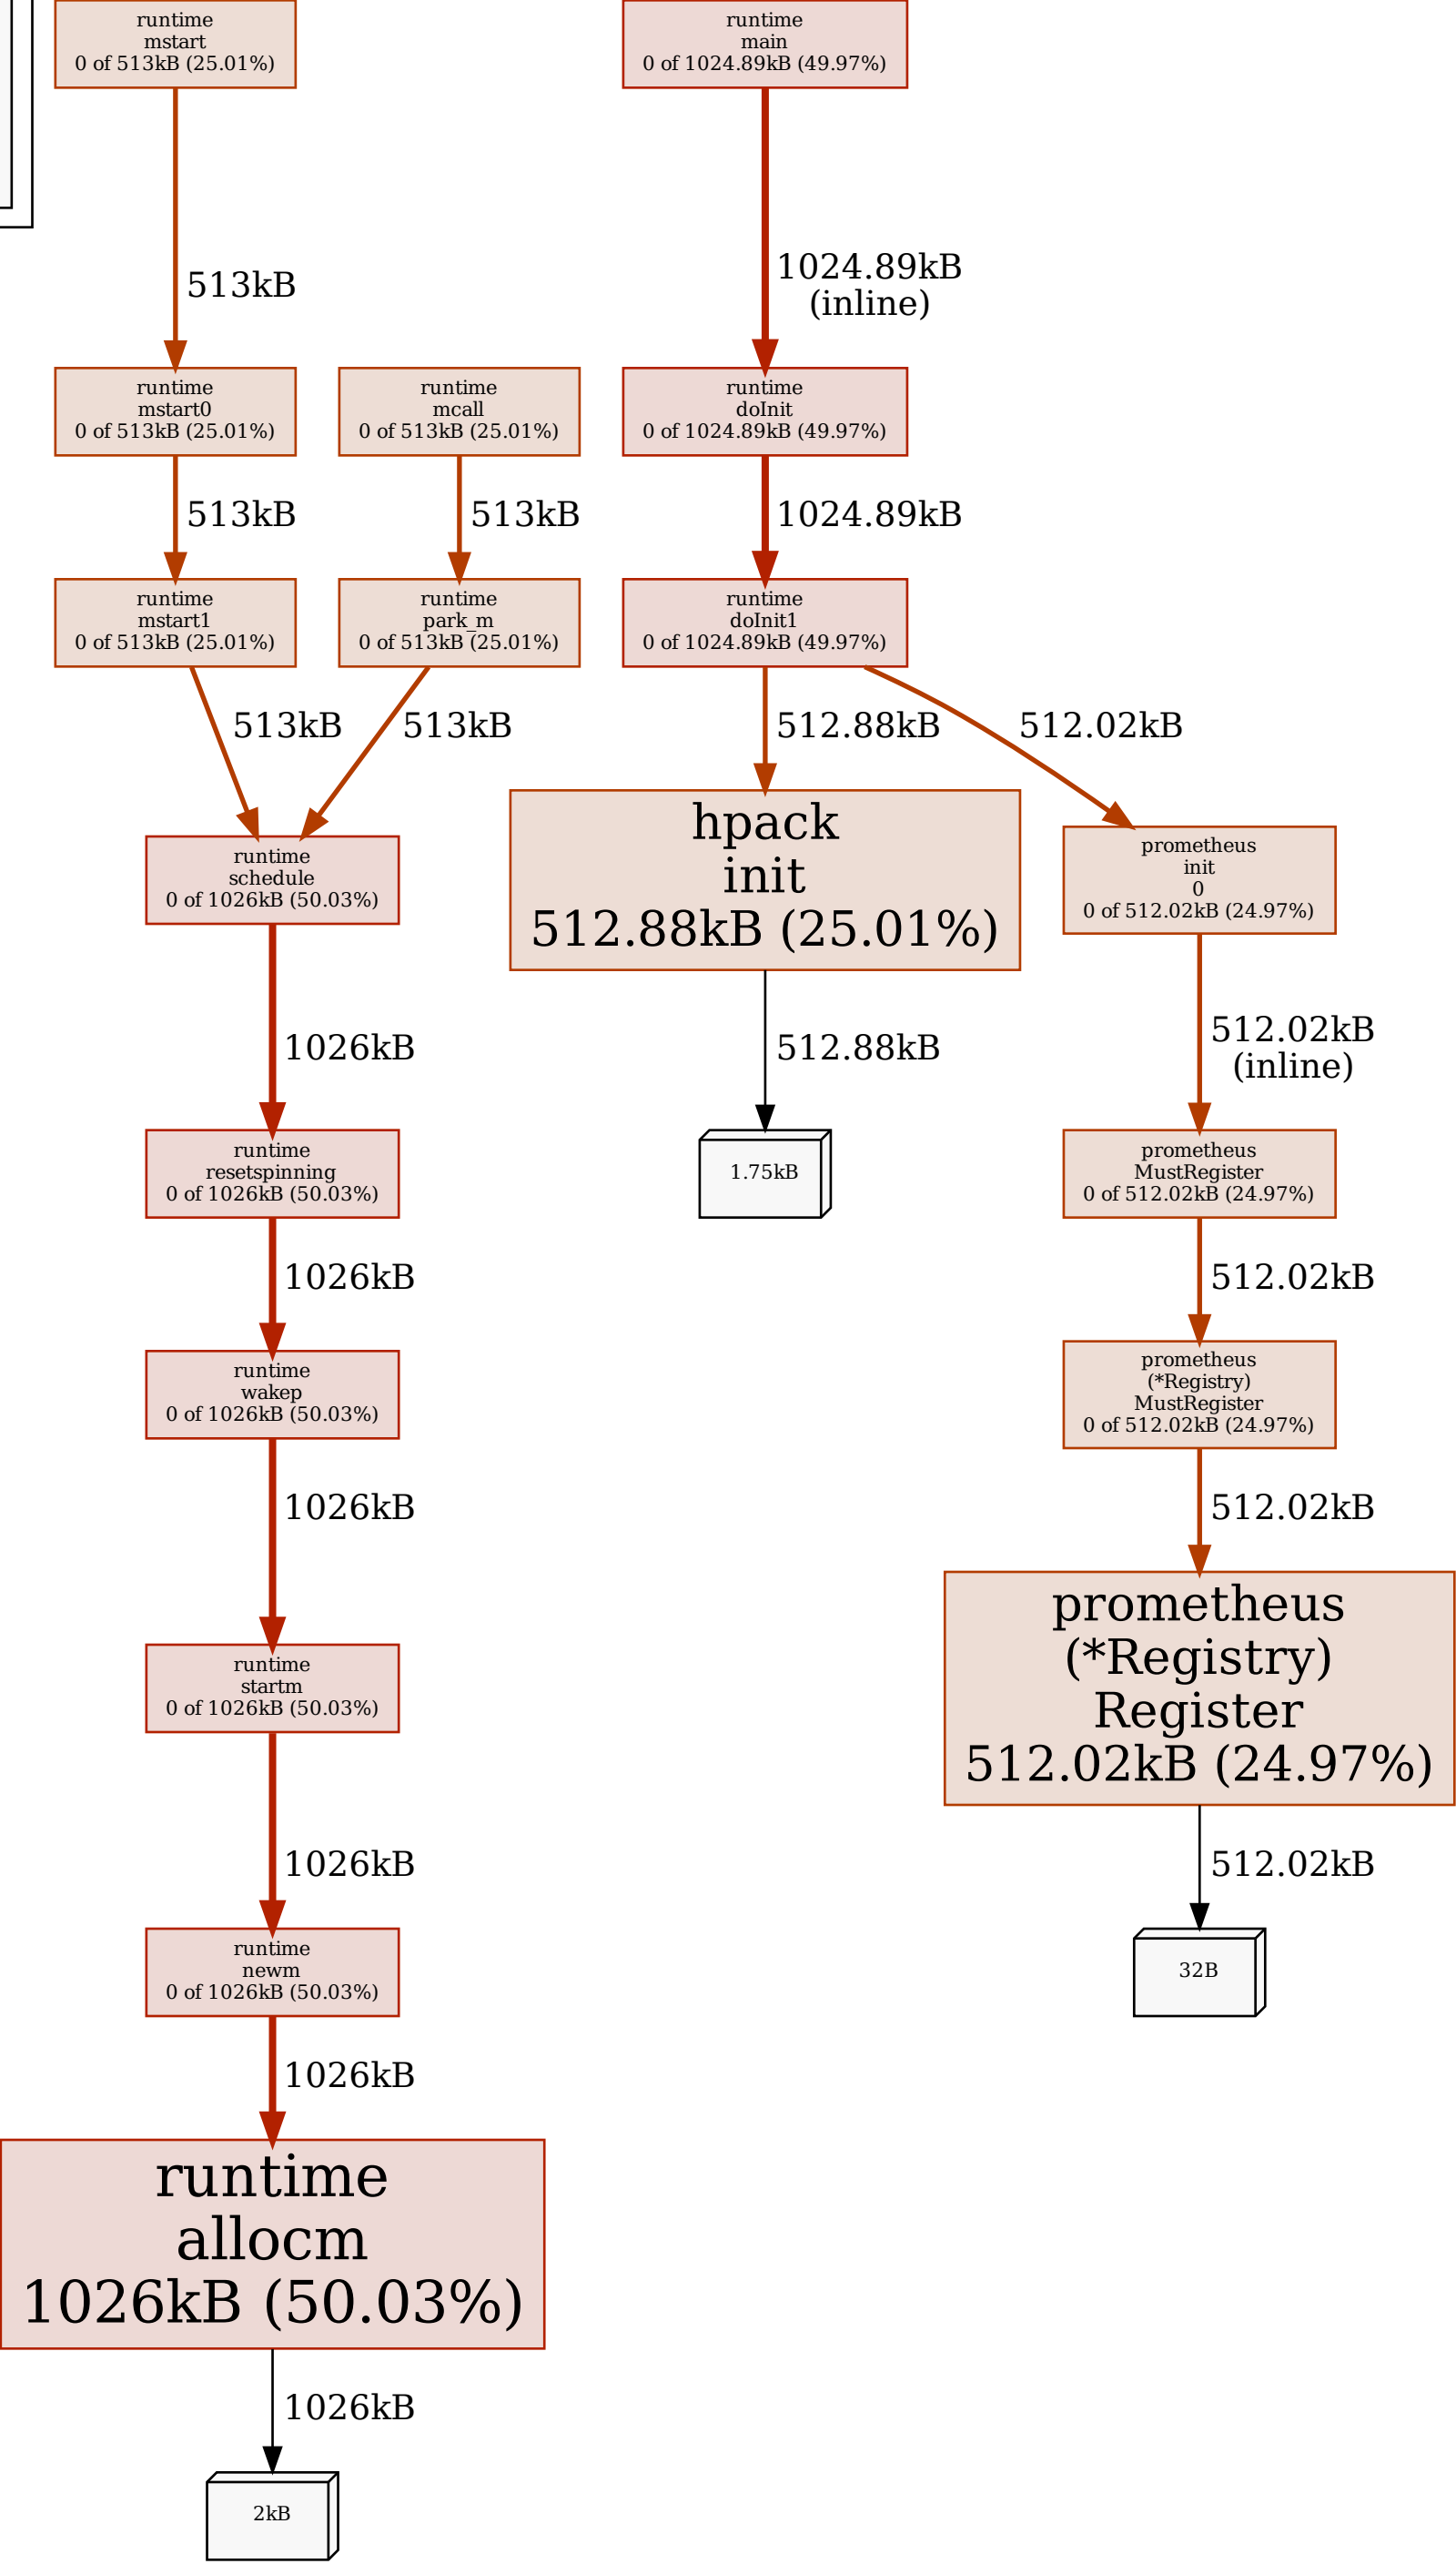 runtime
mstart
0 of 513kB (25.01%)
runtime
main
0 of 1024.89kB (49.97%)
513kB
1024.89kB
(inline)
runtime
mstart0
0 of 513kB (25.01%)
runtime
mcall
0 of 513kB (25.01%)
runtime
doInit
0 of 1024.89kB (49.97%)
513kB
513kB
1024.89kB
runtime
mstart1
0 of 513kB (25.01%)
runtime
park_m
0 of 513kB (25.01%)
runtime
doInit1
0 of 1024.89kB (49.97%)
513kB
513kB
512.88kB
512.02kB
runtime
schedule
0 of 1026kB (50.03%)
hpack
init
512.88kB (25.01%)
prometheus
init
0
0 of 512.02kB (24.97%)
1026kB
512.88kB
512.02kB
(inline)
runtime
resetspinning
0 of 1026kB (50.03%)
1.75kB
prometheus
MustRegister
0 of 512.02kB (24.97%)
1026kB
512.02kB
runtime
wakep
0 of 1026kB (50.03%)
prometheus
(*Registry)
MustRegister
0 of 512.02kB (24.97%)
1026kB
512.02kB
runtime
startm
0 of 1026kB (50.03%)
prometheus
(*Registry)
Register
512.02kB (24.97%)
1026kB
512.02kB
runtime
newm
0 of 1026kB (50.03%)
32B
1026kB
runtime
allocm
1026kB (50.03%)
1026kB
2kB